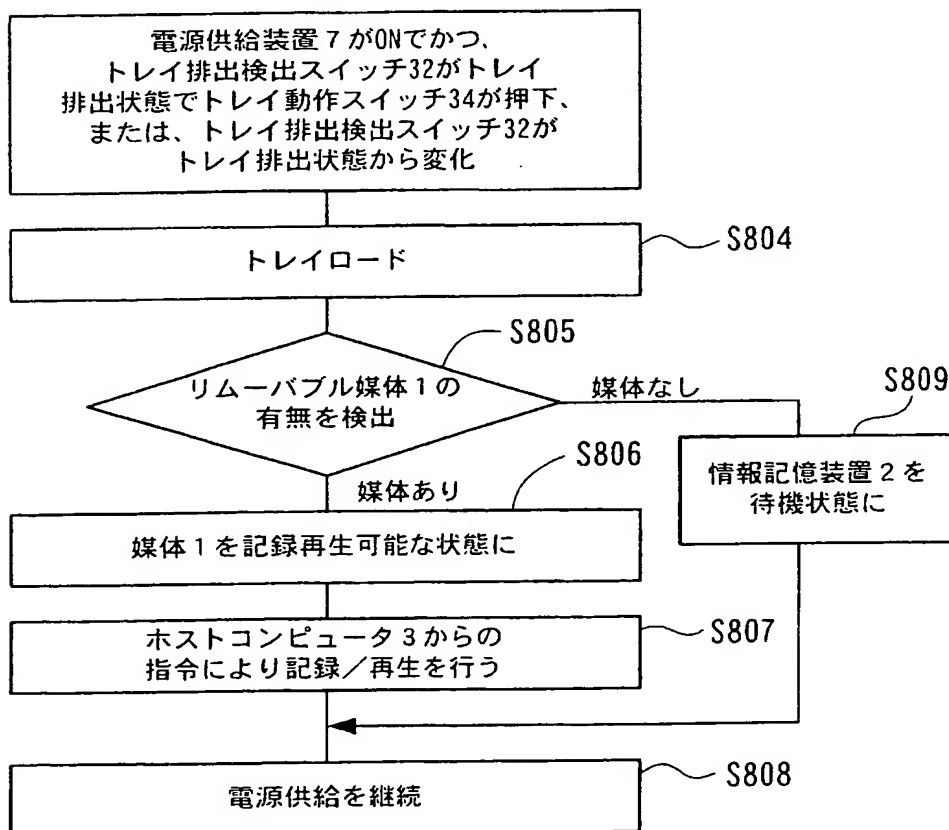 電源供給装置7がONでかつ、
トレイ排出検出スイッチ32がトレイ
排出状態でトレイ動作スイッチ34が押下、
または、トレイ排出検出スイッチ32が
トレイ排出状態から変化
S804
トレイロード
S805
リムーバブル媒体1の
有無を検出
媒体なし
S809
情報記憶装置2を
待機状態に
媒体あり
S806
媒体1を記録再生可能な状態に
S807
ホストコンピュータ3からの
指令により記録/再生を行う
S808
電源供給を継続